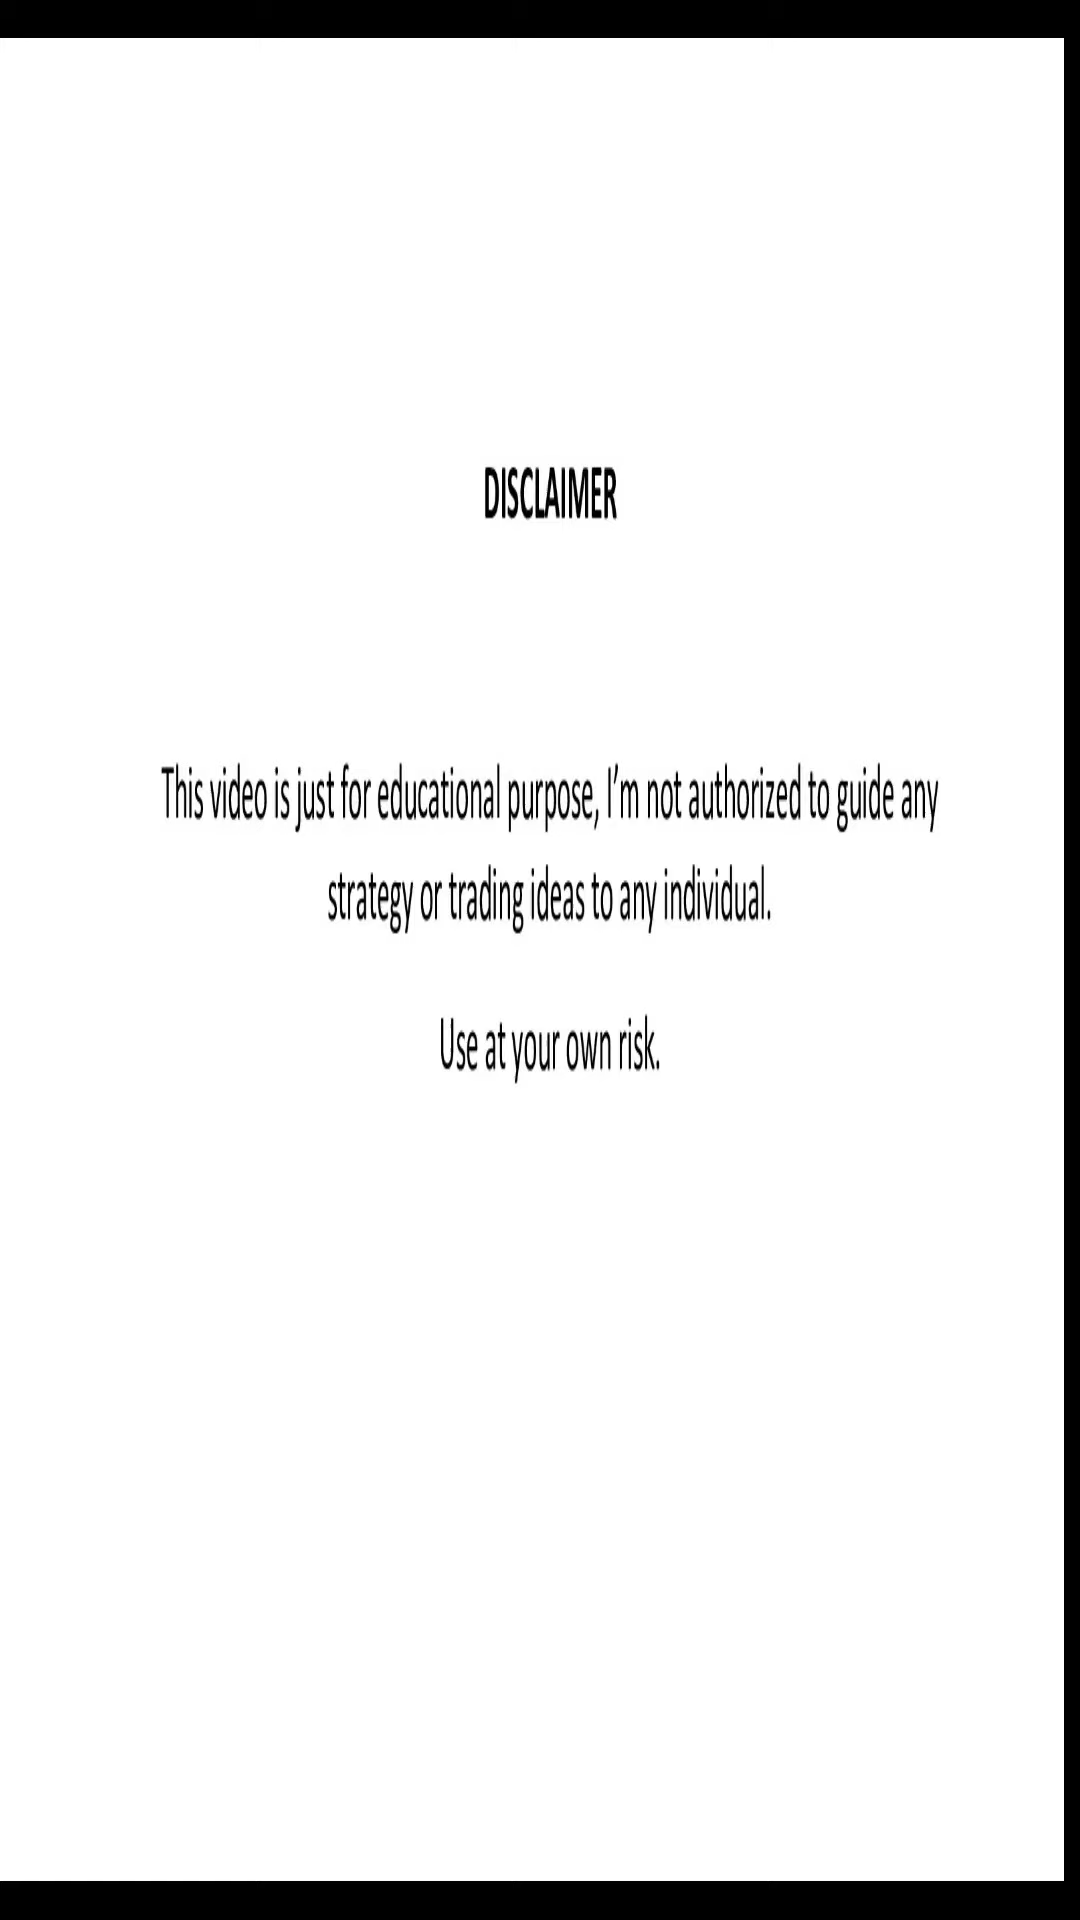 DISCLAIMER
This video is just for educational purpose, I’m not authorized to guide any
strategy or trading ideas to any individual.
Use at your own risk.